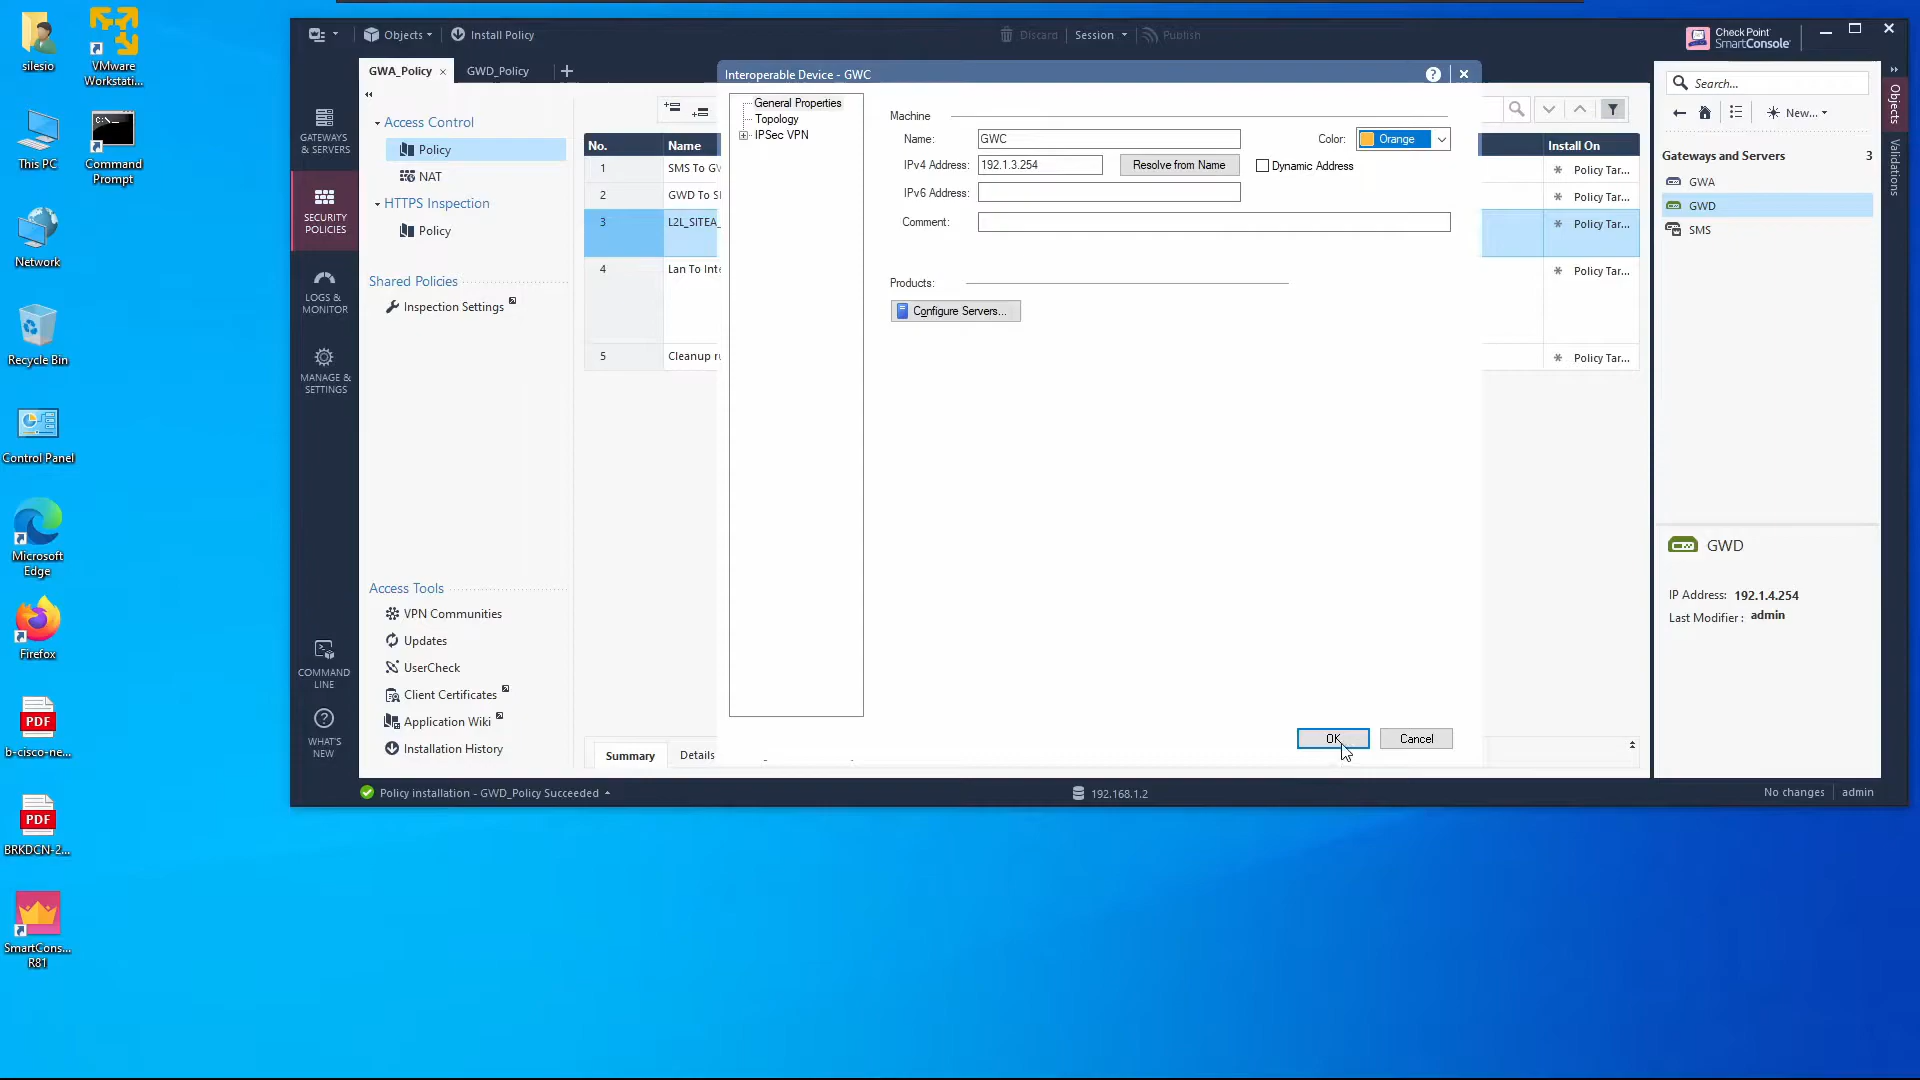 silesio
VMware
Workstati...
This PC
Command
Prompt
Network
Recycle Bin
Control Panel
Microsoft
Edge
Firefox
PDF
b-cisco-ne...
PDF
BRKDCN-2...
SmartCons...
R81
Objects
Install Policy
Discard
Session
Publish
Check Point
SmartConsole
GWA_Policy
GWD_Policy
GATEWAYS
& SERVERS
SECURITY
POLICIES
LOGS &
MONITOR
MANAGE &
SETTINGS
COMMAND
LINE
WHAT'S
NEW
Access Control
Policy
NAT
HTTPS Inspection
Policy
Shared Policies
Inspection Settings
Access Tools
VPN Communities
Updates
UserCheck
Client Certificates
Application Wiki
Installation History
No.
Name
Install On
1
SMS To GW
Policy Tar...
2
GWD To S
Policy Tar...
3
L2L_SITEA_
Policy Tar...
4
Lan To Inte
Policy Tar...
5
Cleanup ru
Policy Tar...
Summary
Details
Interoperable Device - GWC
General Properties
Topology
IPSec VPN
Machine
Name:
GWC
Color:
Orange
IPv4 Address:
192.1.3.254
Resolve from Name
Dynamic Address
IPv6 Address:
Comment:
Products:
Configure Servers...
OK
Cancel
Search...
New...
Gateways and Servers
3
GWA
GWD
SMS
GWD
IP Address: 192.1.4.254
Last Modifier : admin
Objects
Validations
Policy installation - GWD_Policy Succeeded
192.168.1.2
No changes
admin